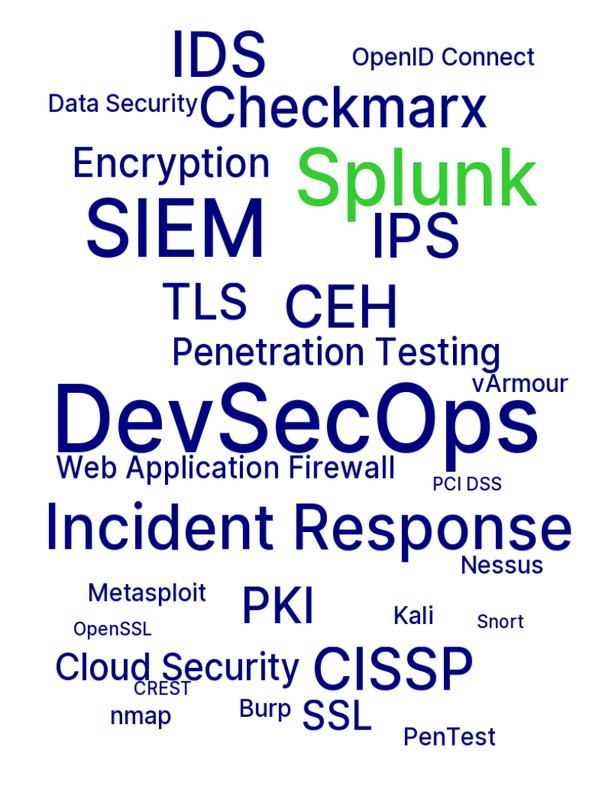 IDS
OpenID Connect
Data Security
Checkmarx
Encryption
Splunk
SIEM
IPS
TLS
CEH
Penetration Testing
vArmour
DevSecOps
Web Application Firewall
PCI DSS
Incident Response
Nessus
Metasploit
PKI
Kali
Snort
OpenSSL
Cloud Security
CISSP
CREST
nmap
Burp
SSL
PenTest